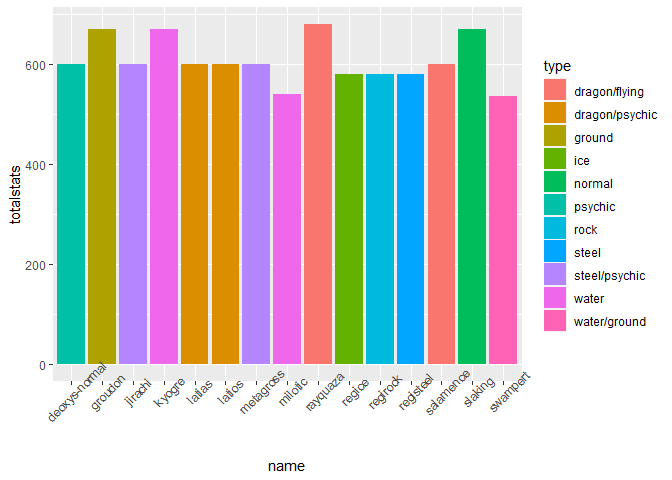 type
dragon/flying
dragon/psychic
ground
ice
normal
psychic
rock
steel
steel/psychic
water
water/ground
totalstats
600
400
200
0
deoxys-normal
groudon
jirachi
kyogre
latias
latios
metagross
milotic
rayquaza
regice
regirock
registeel
salamence
slaking
swampert
name